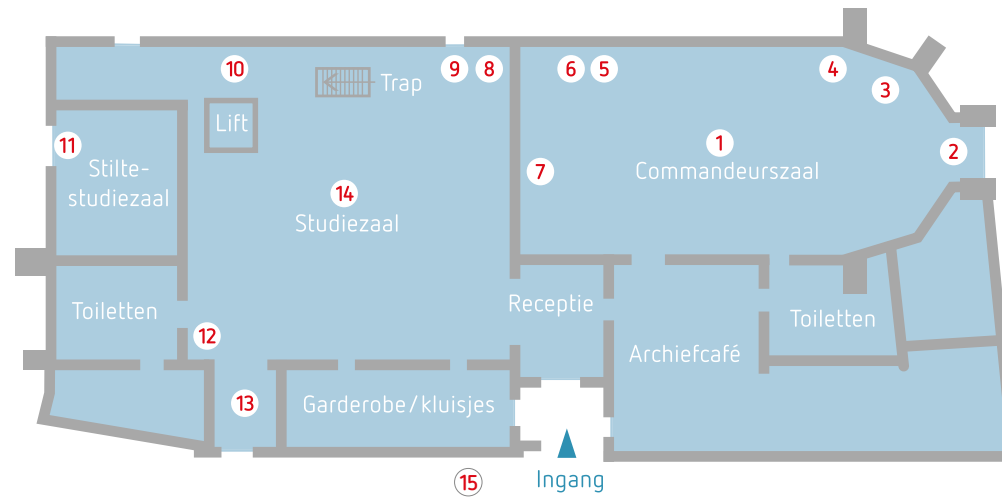 10
9
8
6
5
4
3
Trap
Lift
11
1
2
Stilte-
studiezaal
7
Commandeurszaal
14
Studiezaal
Toiletten
Receptie
Toiletten
12
Archiefcafé
13
Garderobe/kluisjes
15
Ingang